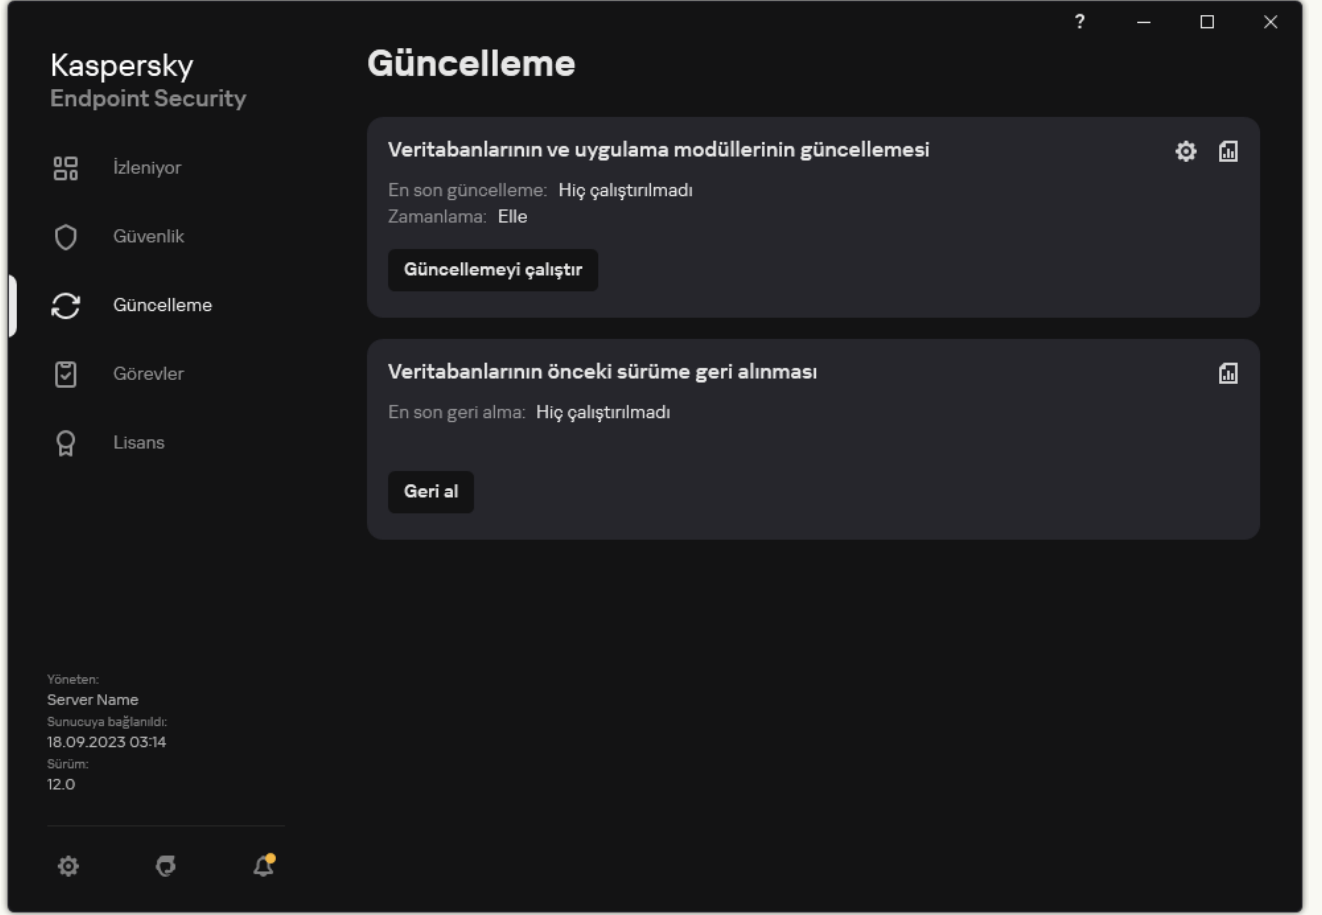 ?
Kaspersky
Endpoint Security
İzleniyor
Güvenlik
Güncelleme
Görevler
Lisans
Yöneten:
Server Name
Sunucuya bağlanıldı:
18.09.2023 03:14
Sürüm:
12.0
Güncelleme
Veritabanlarının ve uygulama modüllerinin güncellemesi
En son güncelleme: Hiç çalıştırılmadı
Zamanlama: Elle
Güncellemeyi çalıştır
Veritabanlarının önceki sürüme geri alınması
En son geri alma: Hiç çalıştırılmadı
Geri al